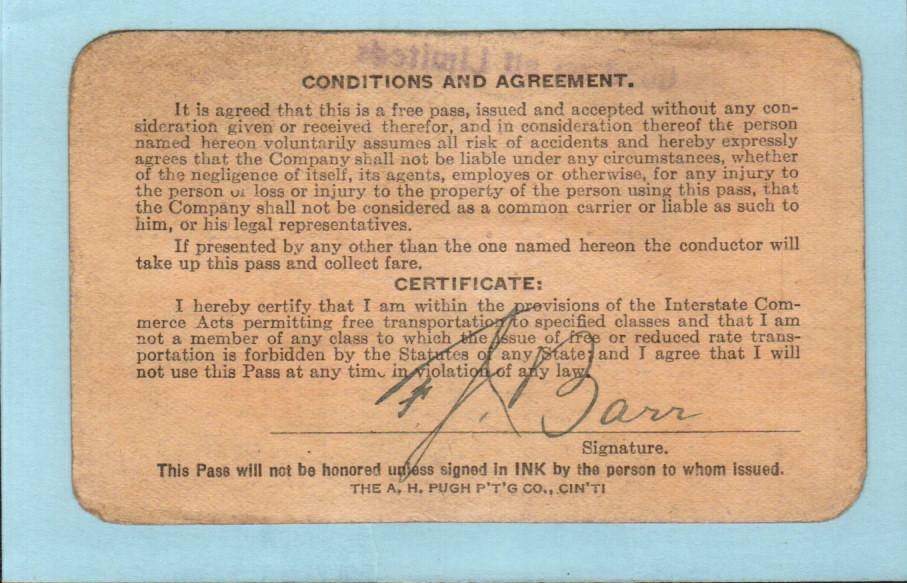 CONDITIONS AND AGREEMENT.
It is agreed that this is a free pass, issued and accepted without any con-
sideration given or received therefor, and in consideration thereof the person
named hereon voluntarily assumes all risk of accidents and hereby expressly
agrees that the Company shall not be liable under any circumstances, whether
of the negligence of itself, its agents, employes or otherwise, for any injury to
the person or loss or injury to the property of the person using this pass, that
the Company shall not be considered as a common carrier or liable as such to
him, or his legal representatives.
If presented by any other than the one named hereon the conductor will
take up this pass and collect fare.
CERTIFICATE:
I hereby certify that I am within the provisions of the Interstate Com-
merce Acts permitting free transportation to specified classes and that I am
not a member of any class to which the issue of free or reduced rate trans-
portation is forbidden by the Statutes of any State; and I agree that I will
not use this Pass at any time in violation of any law.
F. J. Barr
Signature.
This Pass will not be honored unless signed in INK by the person to whom issued.
THE A. H. PUGH P'T'G CO., CIN'TI